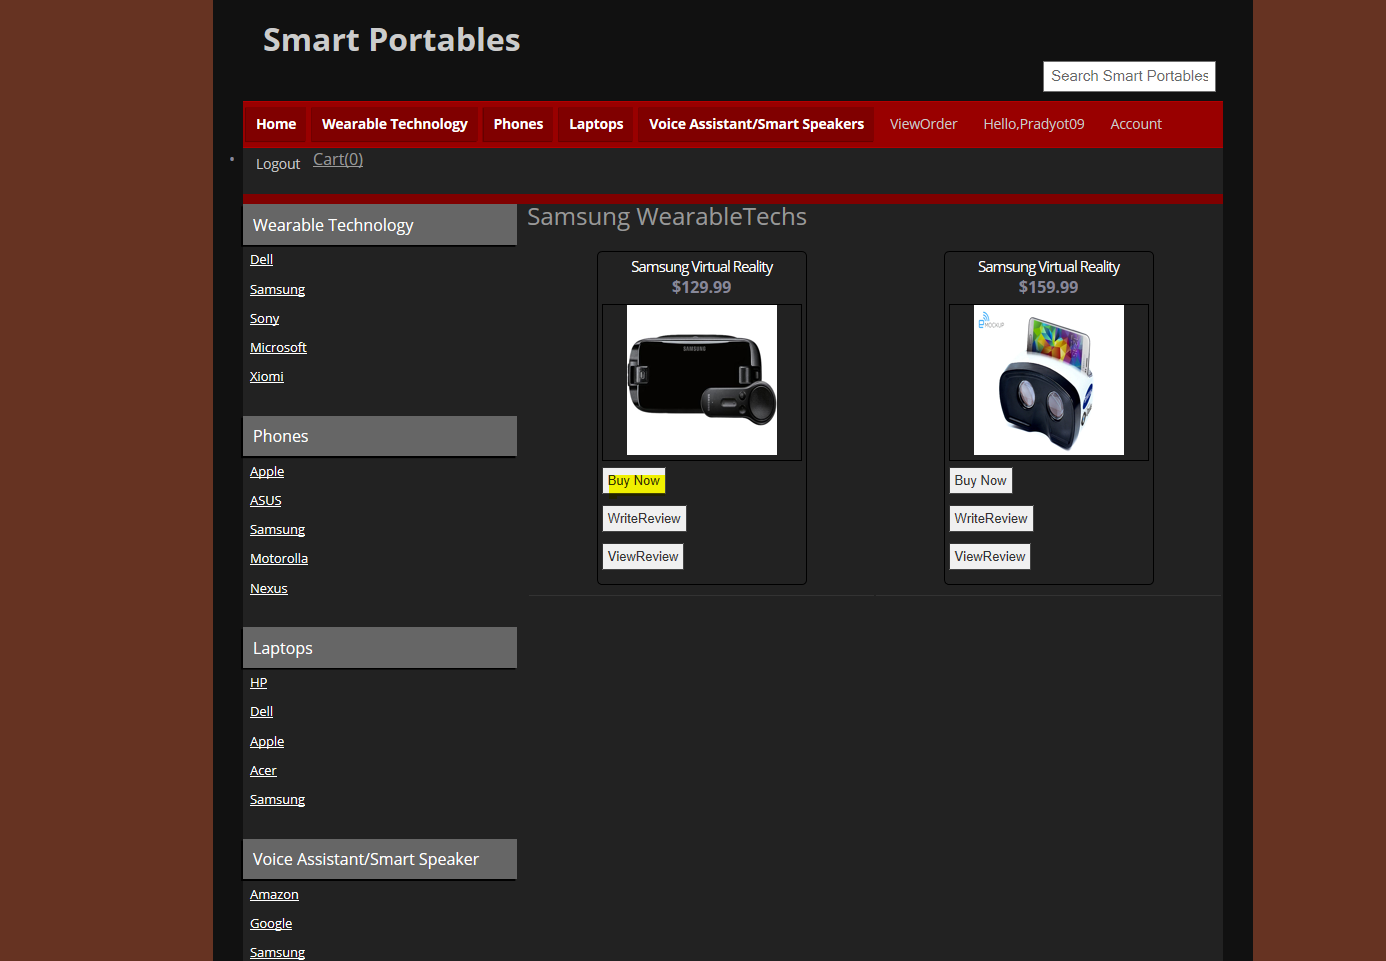 Smart Portables
Search Smart Portables
Home Wearable Technology Phones Laptops Voice Assistant/Smart Speakers ViewOrder Hello,Pradyot09 Account
Logout Cart(0)
Wearable Technology
Dell
Samsung
Sony
Microsoft
Xiomi
Phones
Apple
ASUS
Samsung
Motorolla
Nexus
Laptops
HP
Dell
Apple
Acer
Samsung
Voice Assistant/Smart Speaker
Amazon
Google
Samsung
Samsung WearableTechs
Samsung Virtual Reality
$129.99
SAMSUNG
Buy Now
WriteReview
ViewReview
Samsung Virtual Reality
$159.99
MOCKUP
Buy Now
WriteReview
ViewReview